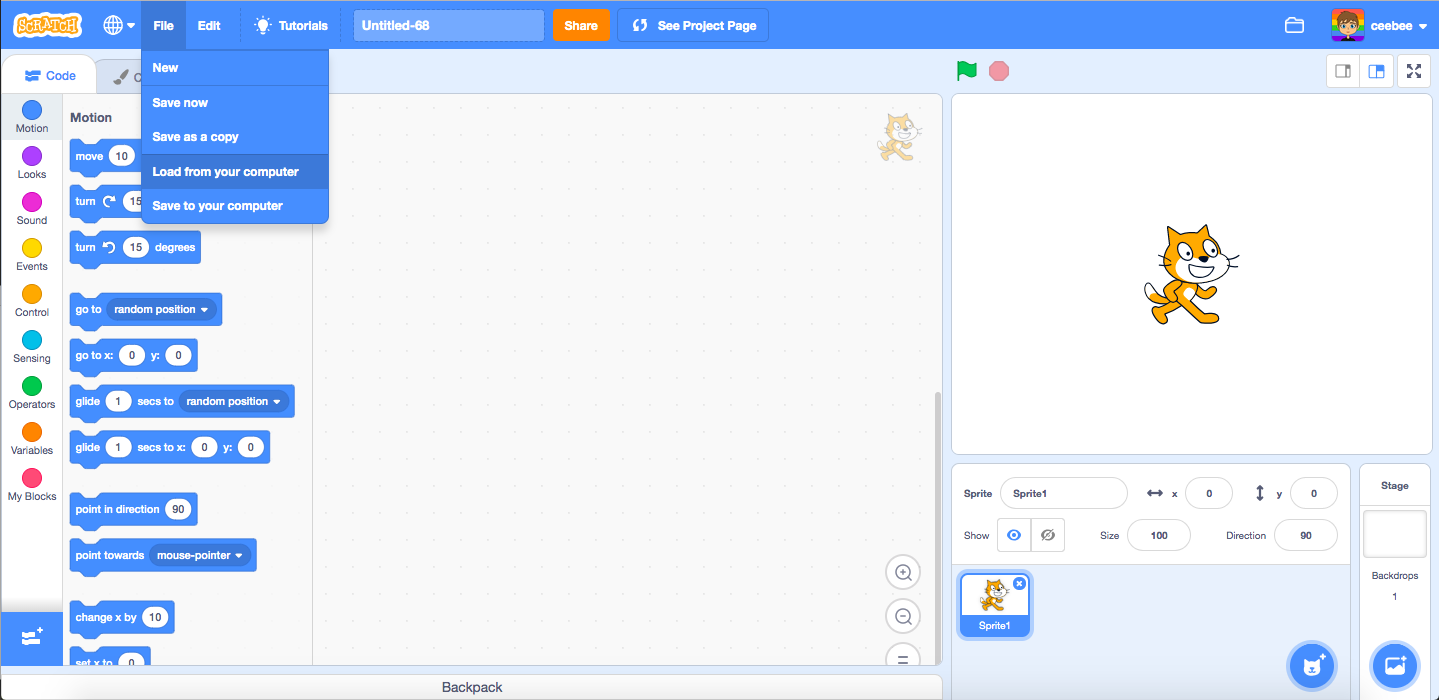 SCRATCH
File
Edit
Tutorials
Untitled-68
Share
See Project Page
ceebee
New
Save now
Save as a copy
Load from your computer
Save to your computer
Code
C
Motion
Looks
Sound
Events
Control
Sensing
Operators
Variables
My Blocks
Motion
move 10
turn 15
turn 15 degrees
go to random position
go to x: 0 y: 0
glide 1 secs to random position
glide 1 secs to x: 0 y: 0
point in direction 90
point towards mouse-pointer
change x by 10
set x to 0
Backpack
Sprite Sprite1 x 0 y 0
Show Size 100 Direction 90
Sprite1
Stage
Backdrops
1